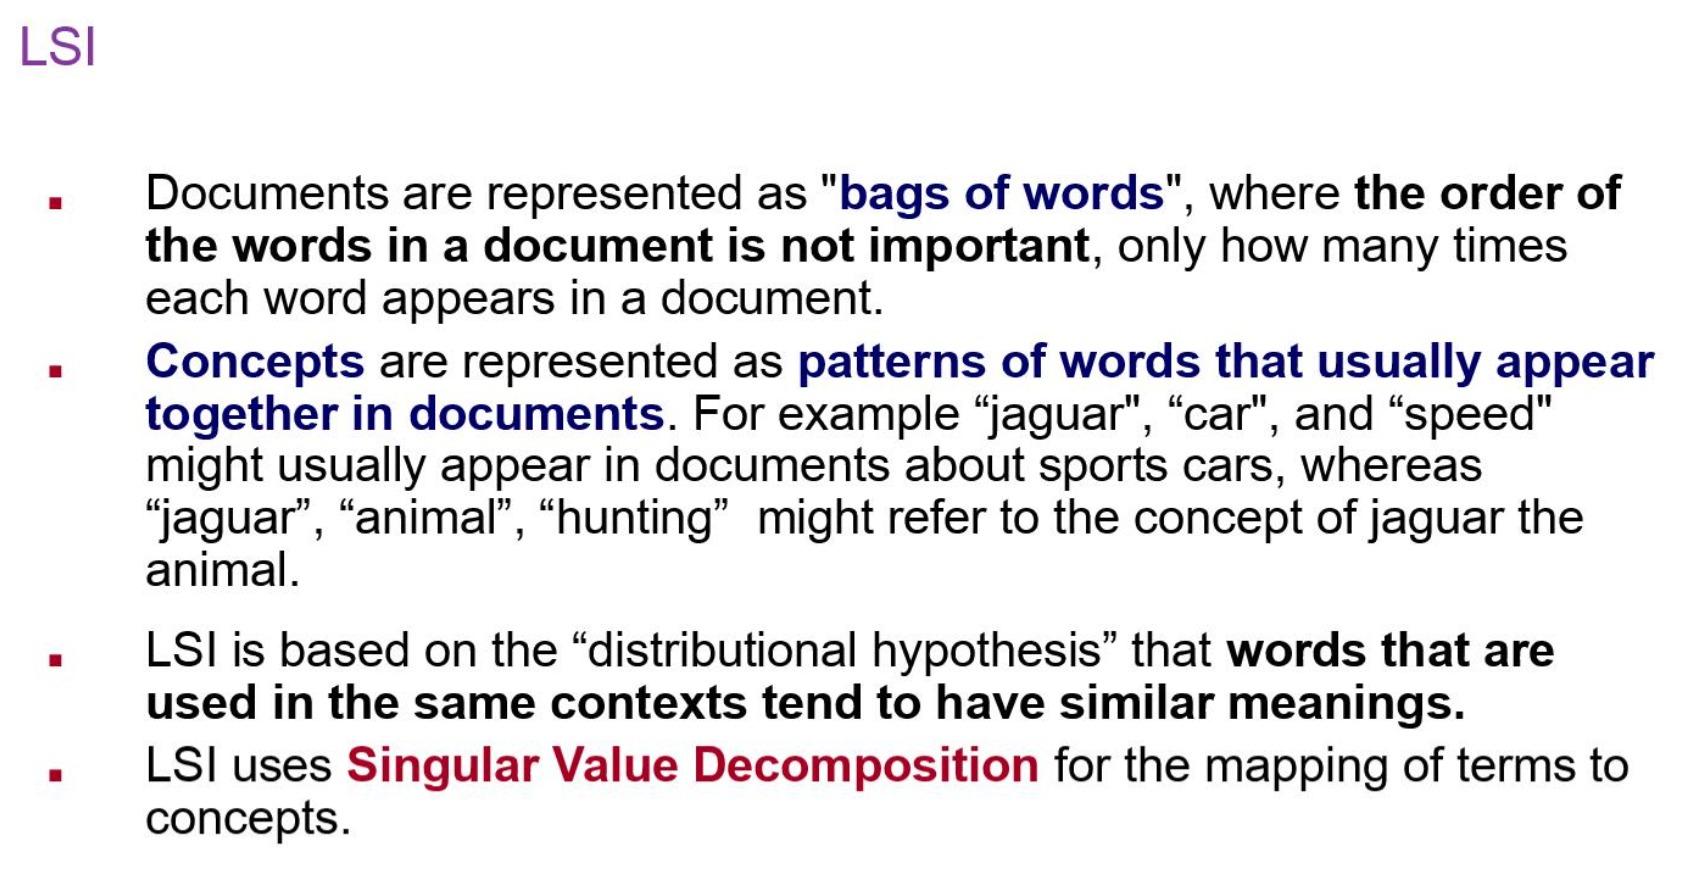 LSI
Documents are represented as "bags of words", where the order of
the words in a document is not important, only how many times
each word appears in a document.
Concepts are represented as patterns of words that usually appear
together in documents. For example “jaguar", “car", and “speed"
might usually appear in documents about sports cars, whereas
“jaguar”, “animal”, “hunting”  might refer to the concept of jaguar the
animal.
LSI is based on the “distributional hypothesis” that words that are
used in the same contexts tend to have similar meanings.
LSI uses Singular Value Decomposition for the mapping of terms to
concepts.